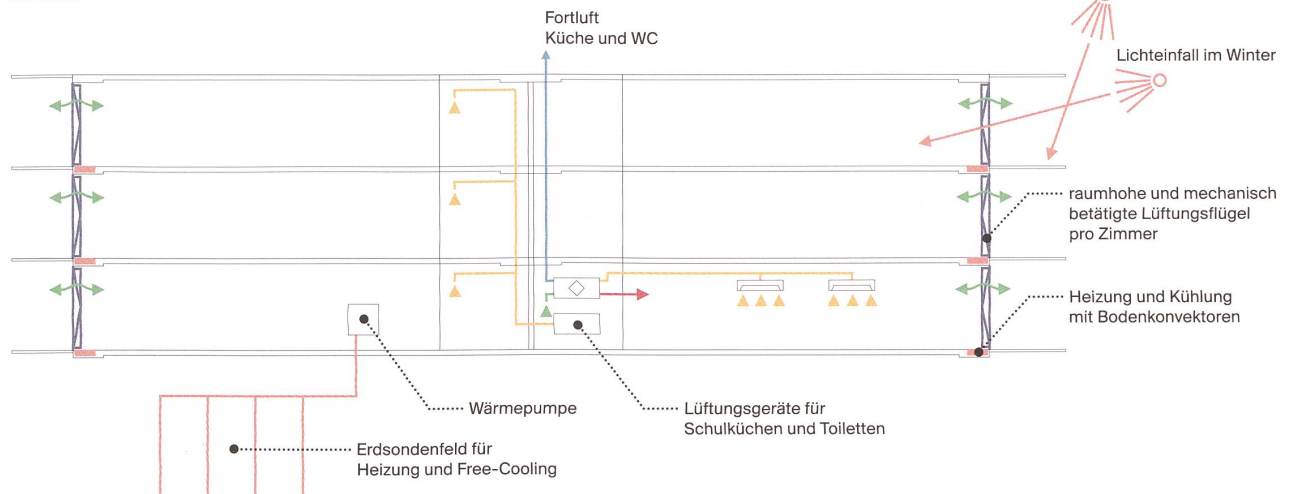 Fortluft
Küche und WC
Lichteinfall im Winter
raumhohe und mechanisch
betätigte Lüftungsflügel
pro Zimmer
Heizung und Kühlung
mit Bodenkonvektoren
Wärmepumpe
Lüftungsgeräte für
Schulküchen und Toiletten
Erdsondenfeld für
Heizung und Free-Cooling